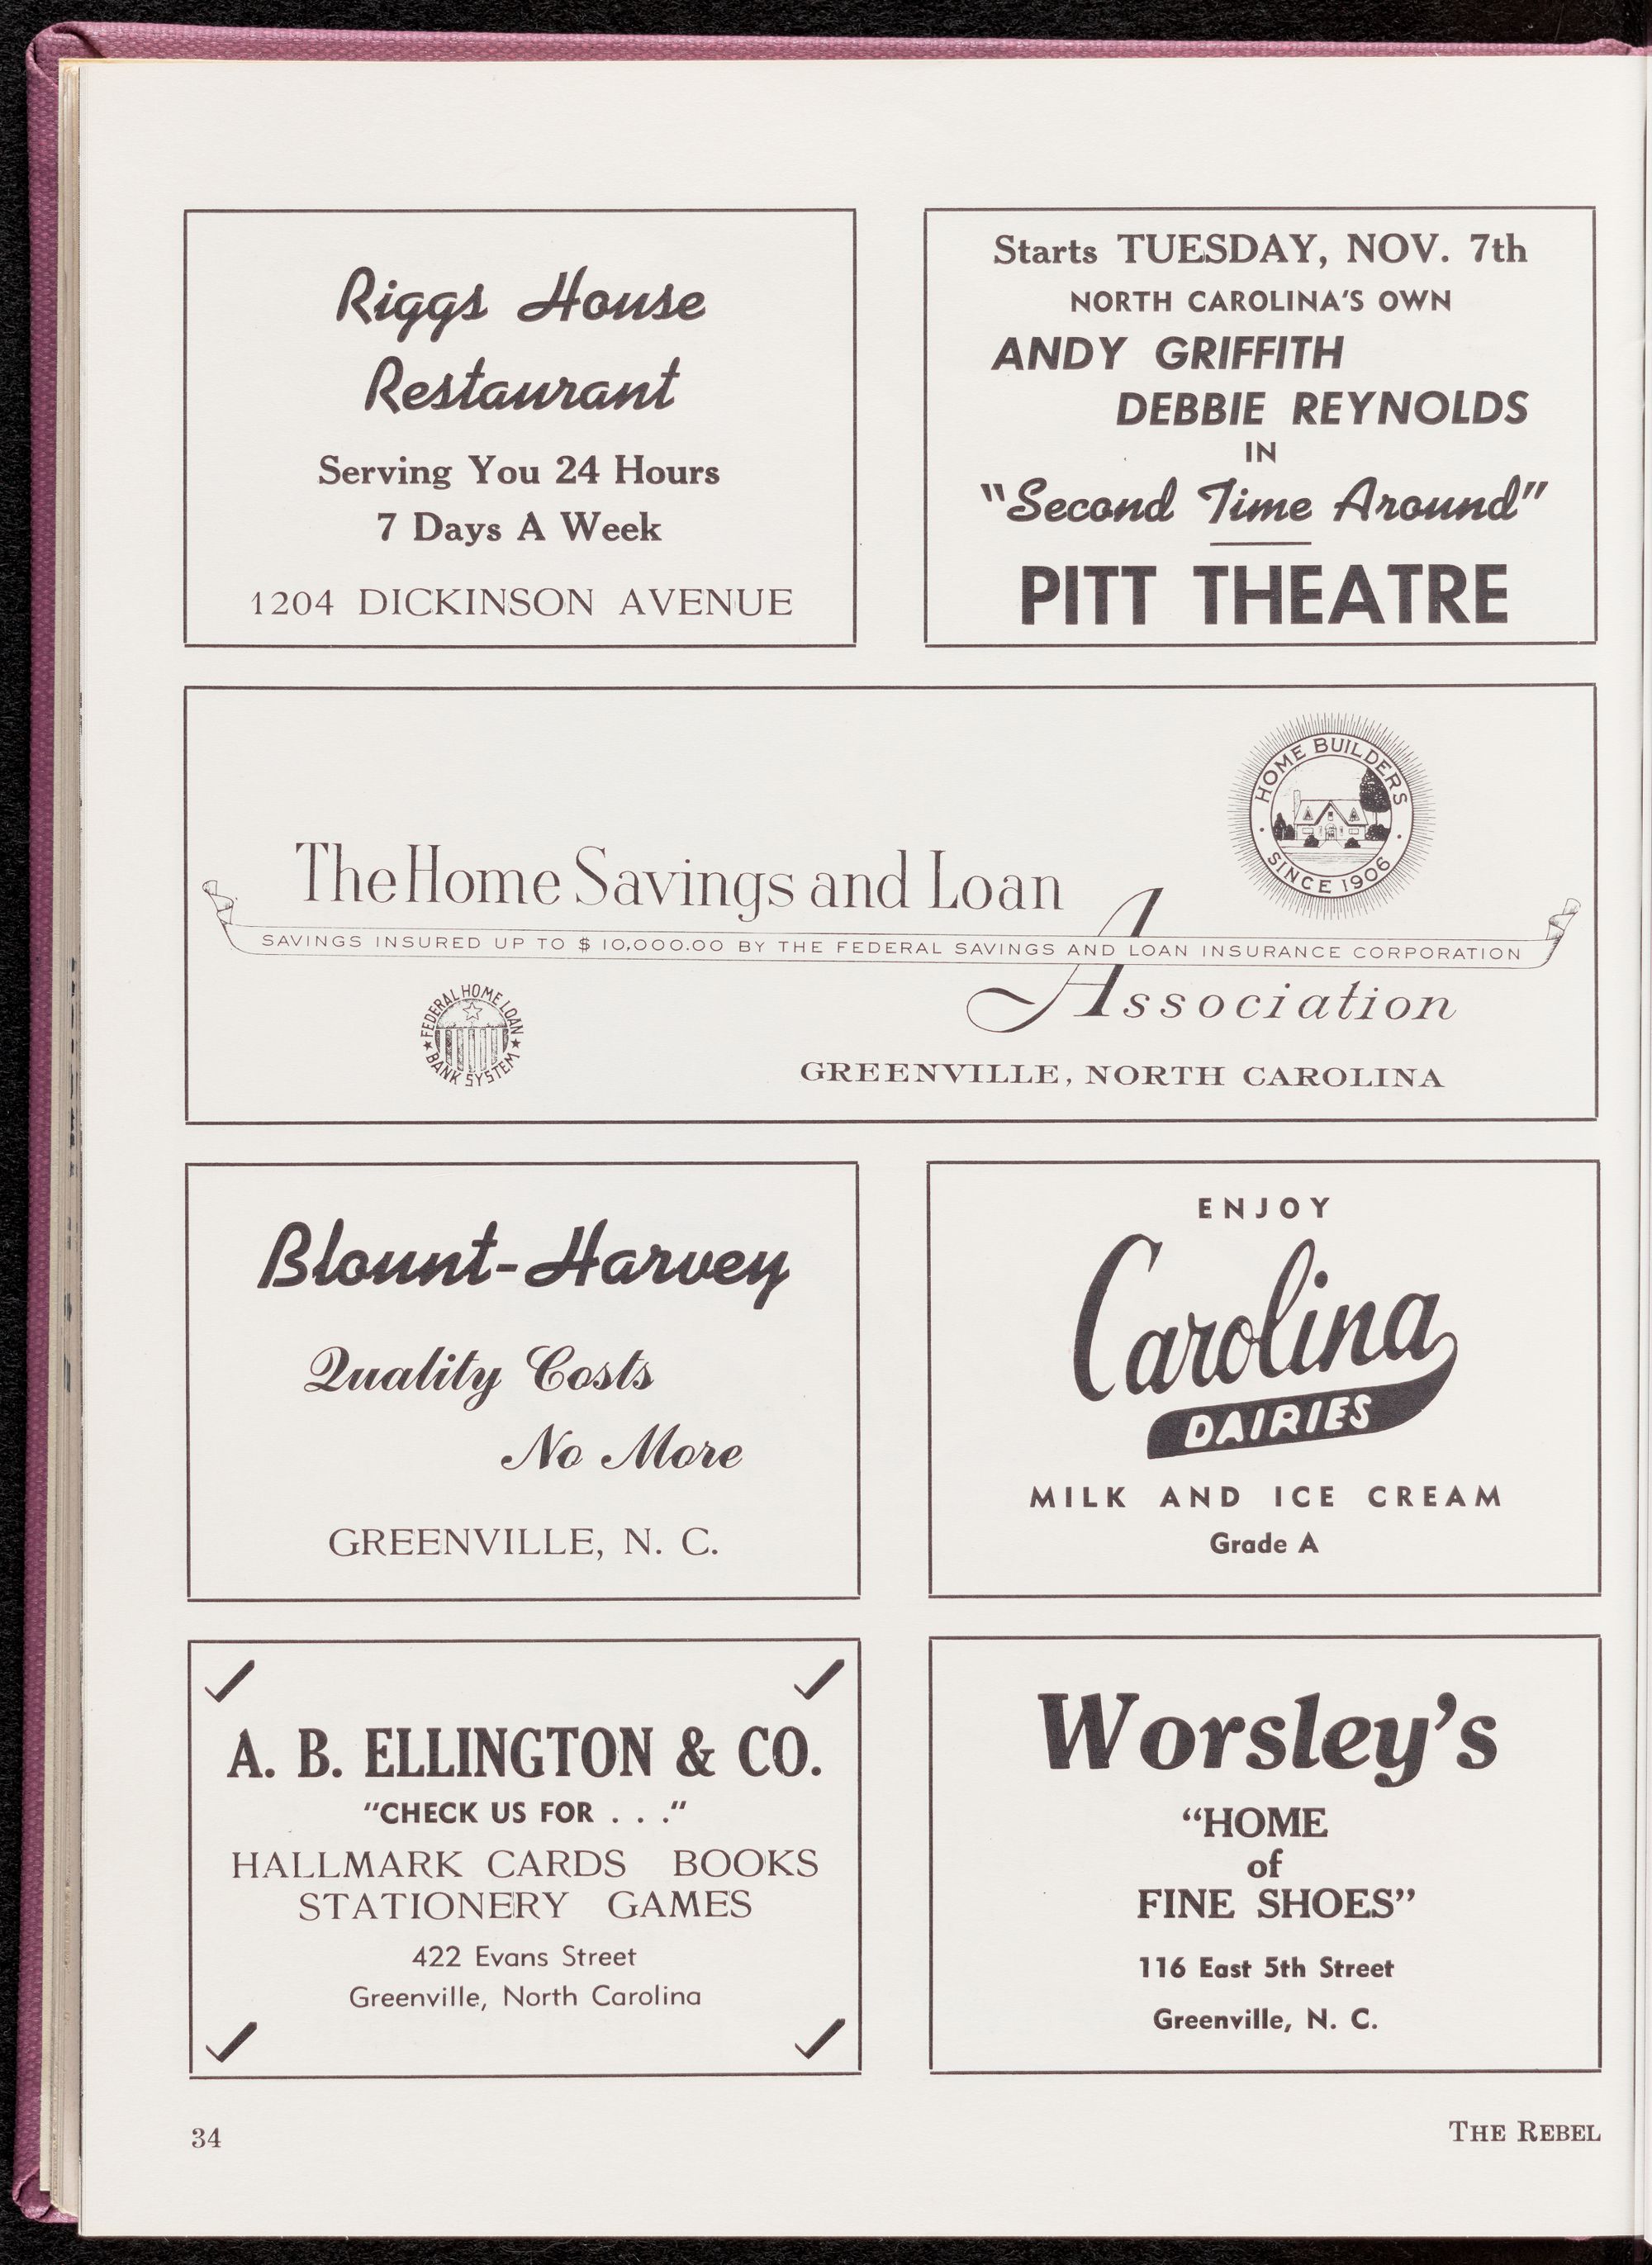 Riggs House
Restaurant
Serving You 24 Hours
7 Days A Week
1204 DICKINSON AVENUE
Starts TUESDAY, NOV. 7th
NORTH CAROLINA'S OWN
ANDY GRIFFITH
DEBBIE REYNOLDS
IN
"Second Time Around"
PITT THEATRE
HOME BUILDERS
SINCE 1906
The Home Savings and Loan
SAVINGS INSURED UP TO $ 10,000.00 BY THE FEDERAL SAVINGS AND LOAN INSURANCE CORPORATION
Association
FEDERAL HOME LOAN
BANK SYSTEM
GREENVILLE, NORTH CAROLINA
Blount-Harvey
Quality Costs
No More
GREENVILLE, N. C.
ENJOY
Carolina
DAIRIES
MILK AND ICE CREAM
Grade A
A. B. ELLINGTON & CO.
"CHECK US FOR . . ."
HALLMARK CARDS BOOKS
STATIONERY GAMES
422 Evans Street
Greenville, North Carolina
Worsley's
"HOME
of
FINE SHOES"
116 East 5th Street
Greenville, N. C.
34
THE REBEL